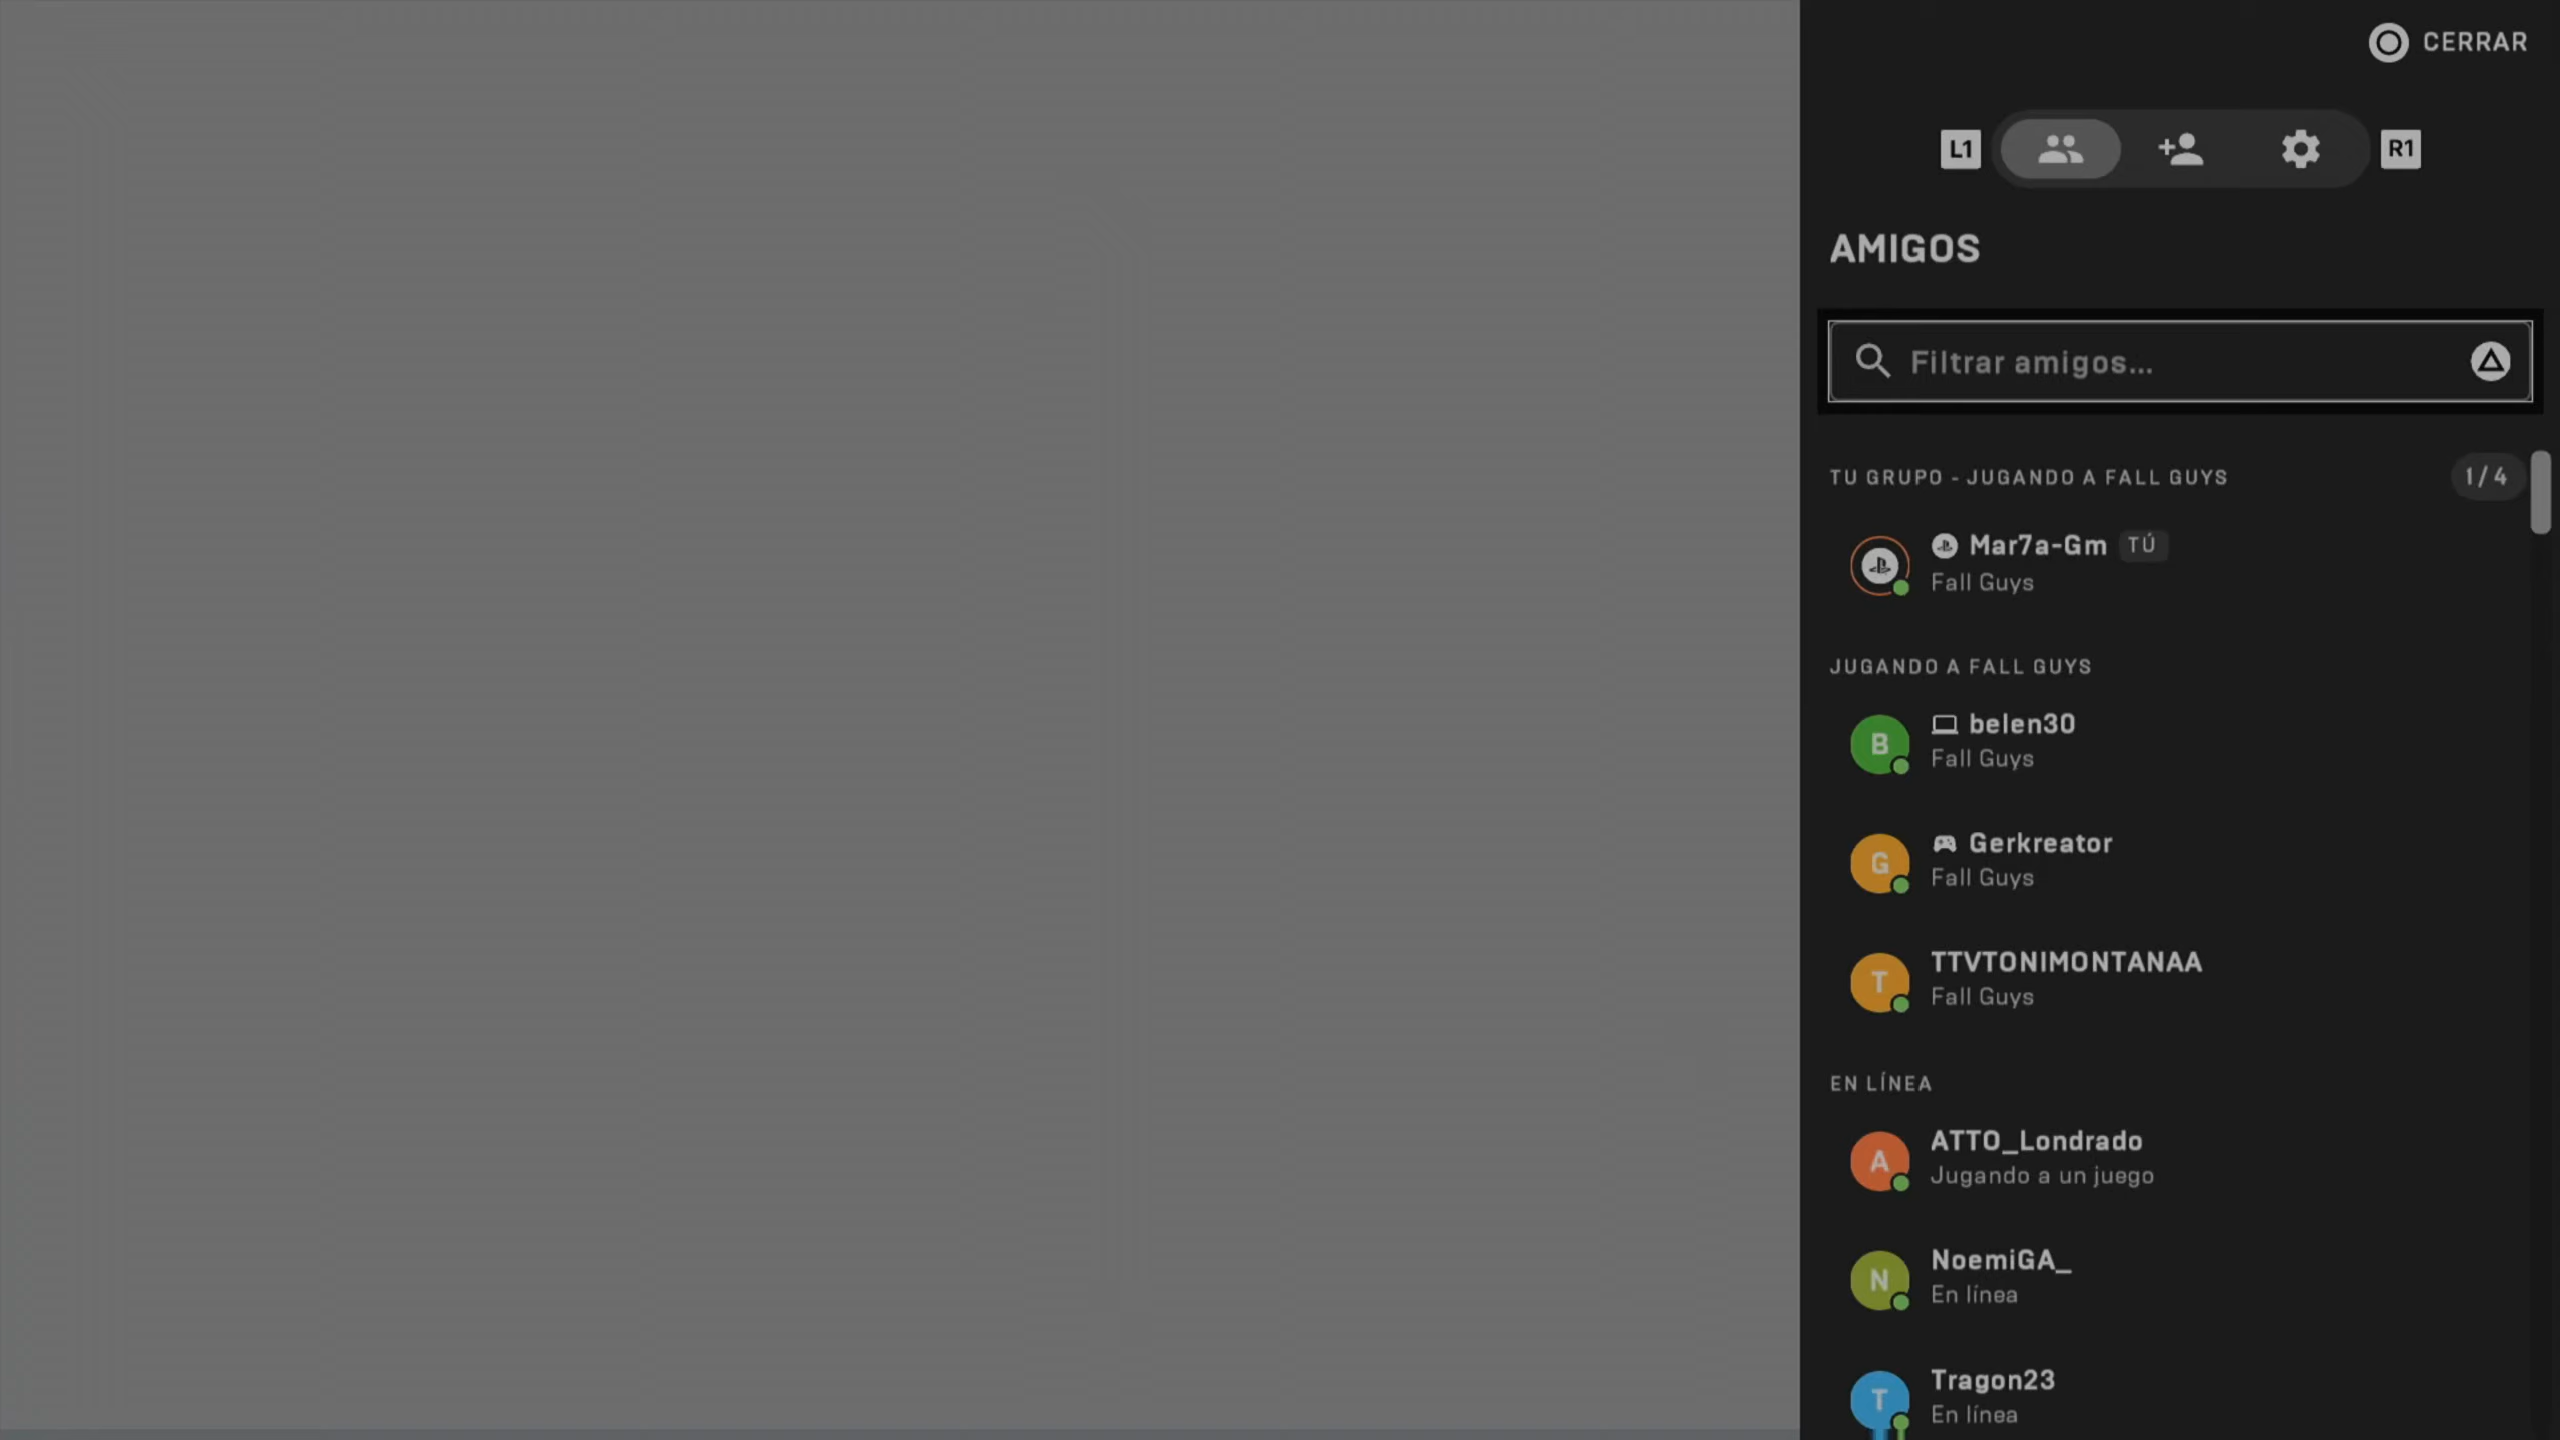 CERRAR
L1
R1
AMIGOS
Filtrar amigos...
TU GRUPO - JUGANDO A FALL GUYS
1 / 4
Mar7a-Gm TÚ
Fall Guys
JUGANDO A FALL GUYS
B
belen30
Fall Guys
G
Gerkreator
Fall Guys
T
TTVTONIMONTANAA
Fall Guys
EN LÍNEA
A
ATTO_Londrado
Jugando a un juego
N
NoemiGA_
En línea
T
Tragon23
En línea